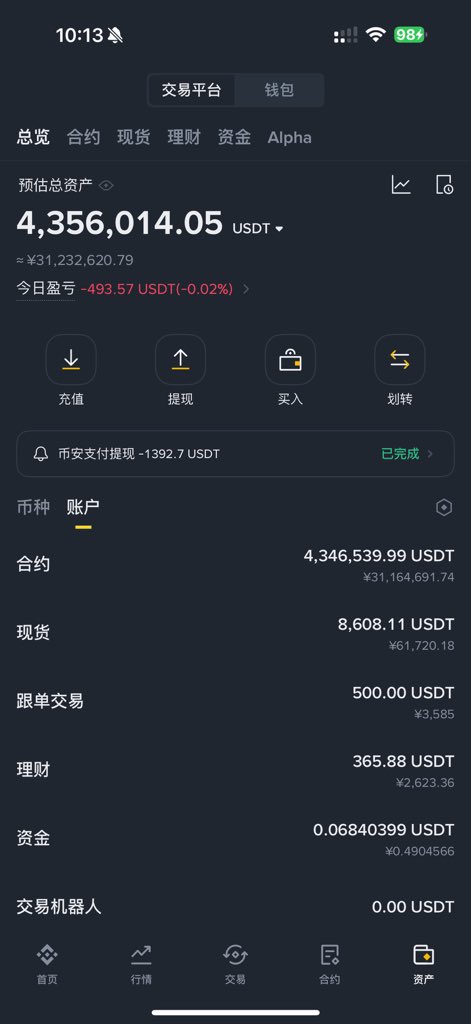 10:13
98
交易平台 钱包
总览 合约 现货 理财 资金 Alpha
预估总资产
4,356,014.05 USDT
≈ ¥31,232,620.79
今日盈亏 -493.57 USDT(-0.02%)
充值 提现 买入 划转
币安支付提现 -1392.7 USDT 已完成
币种 账户
合约 4,346,539.99 USDT
¥31,164,691.74
现货 8,608.11 USDT
¥61,720.18
跟单交易 500.00 USDT
¥3,585
理财 365.88 USDT
¥2,623.36
资金 0.06840399 USDT
¥0.4904566
交易机器人 0.00 USDT
首页 行情 交易 合约 资产